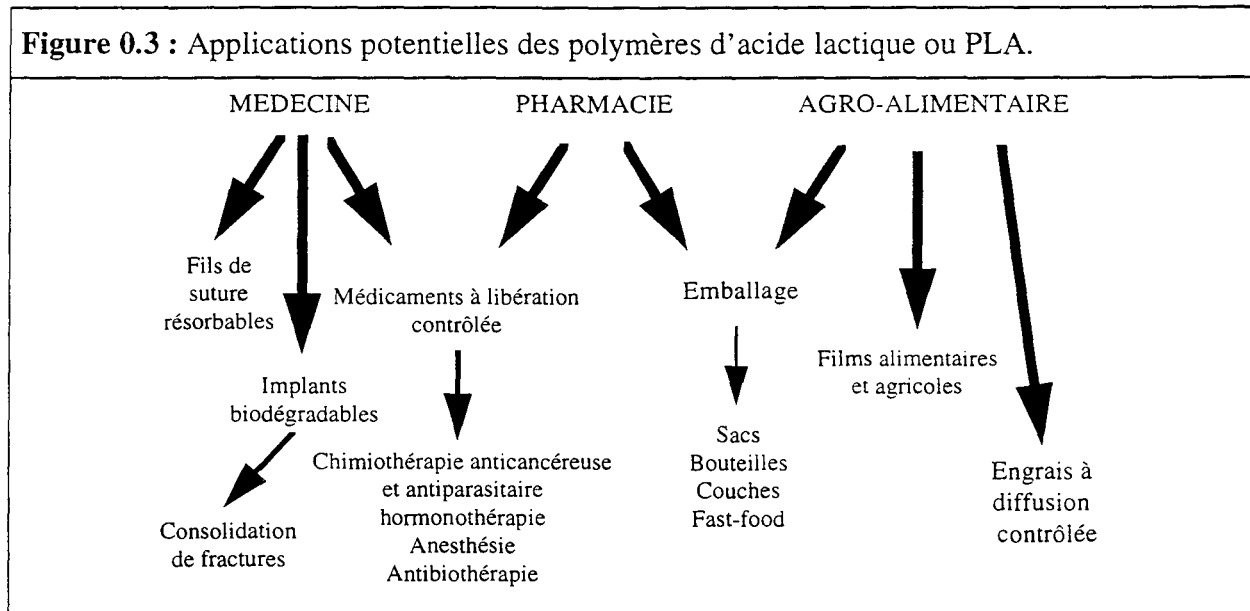 Figure 0.3 : Applications potentielles des polymères d'acide lactique ou PLA.
MEDECINE
PHARMACIE
AGRO-ALIMENTAIRE
Fils de
suture
résorbables
Médicaments à libération
contrôlée
Emballage
Films alimentaires
et agricoles
Implants
biodégradables
Engrais à
diffusion
contrôlée
Consolidation
de fractures
Chimiothérapie anticancéreuse
et antiparasitaire
hormonothérapie
Anesthésie
Antibiothérapie
Sacs
Bouteilles
Couches
Fast-food